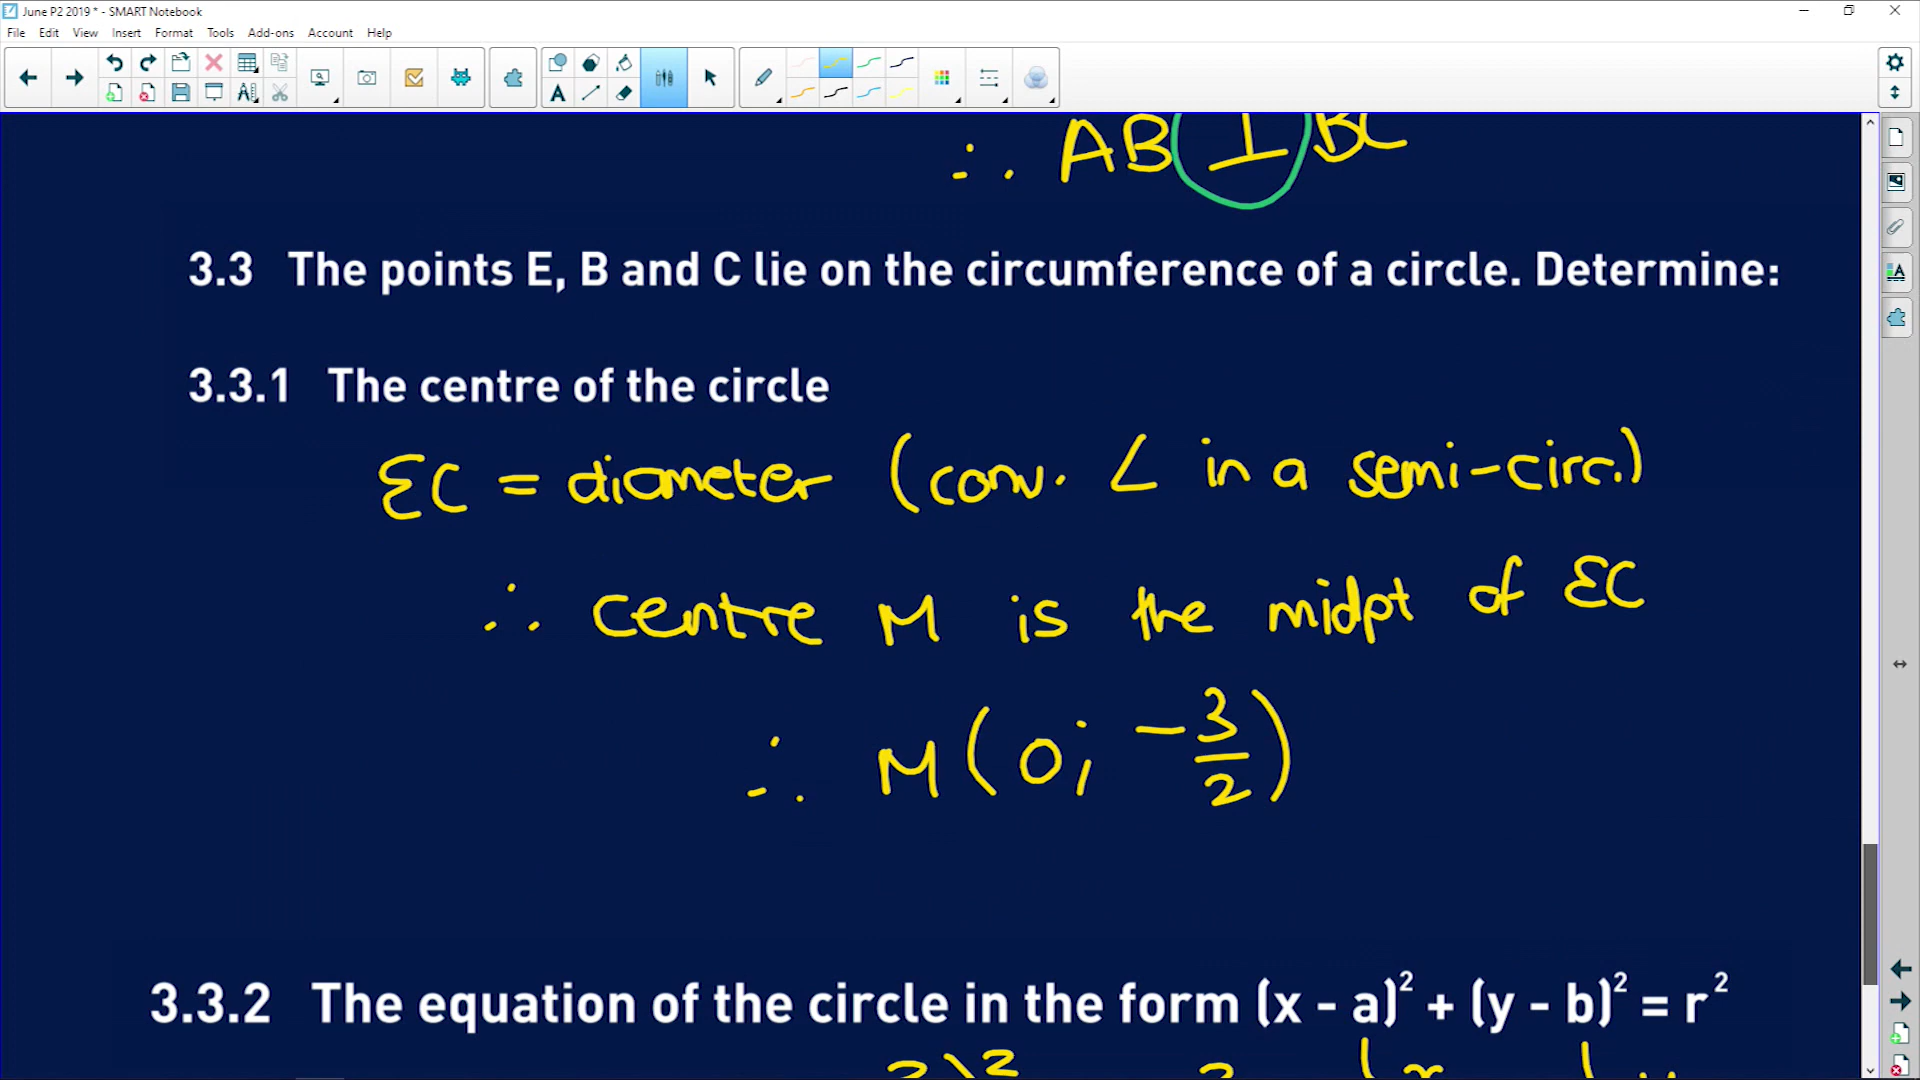 June P2 2019 * - SMART Notebook
File Edit View Insert Format Tools Add-ons Account Help
∴ AB ⊥ BC
3.3 The points E, B and C lie on the circumference of a circle. Determine:
3.3.1 The centre of the circle
EC = diameter (conv. ∠ in a semi-circ.)
∴ centre M is the midpt of EC
∴ M(0; -3/2)
3.3.2 The equation of the circle in the form (x - a)² + (y - b)² = r²